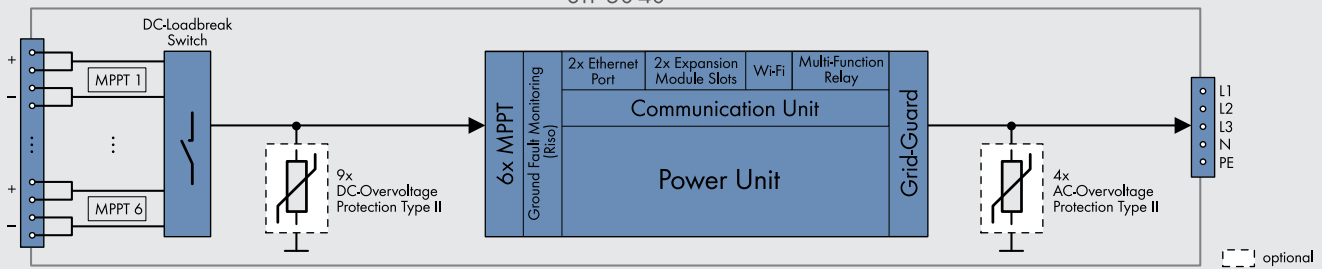 DC-Loadbreak
Switch
+
MPPT 1
−
+
MPPT 6
−
9x
DC-Overvoltage
Protection Type II
6x MPPT
Ground Fault Monitoring
(Riso)
2x Ethernet
Port
2x Expansion
Module Slots
Wi-Fi
Multi-Function
Relay
Communication Unit
Power Unit
Grid-Guard
4x
AC-Overvoltage
Protection Type II
L1
L2
L3
N
PE
optional